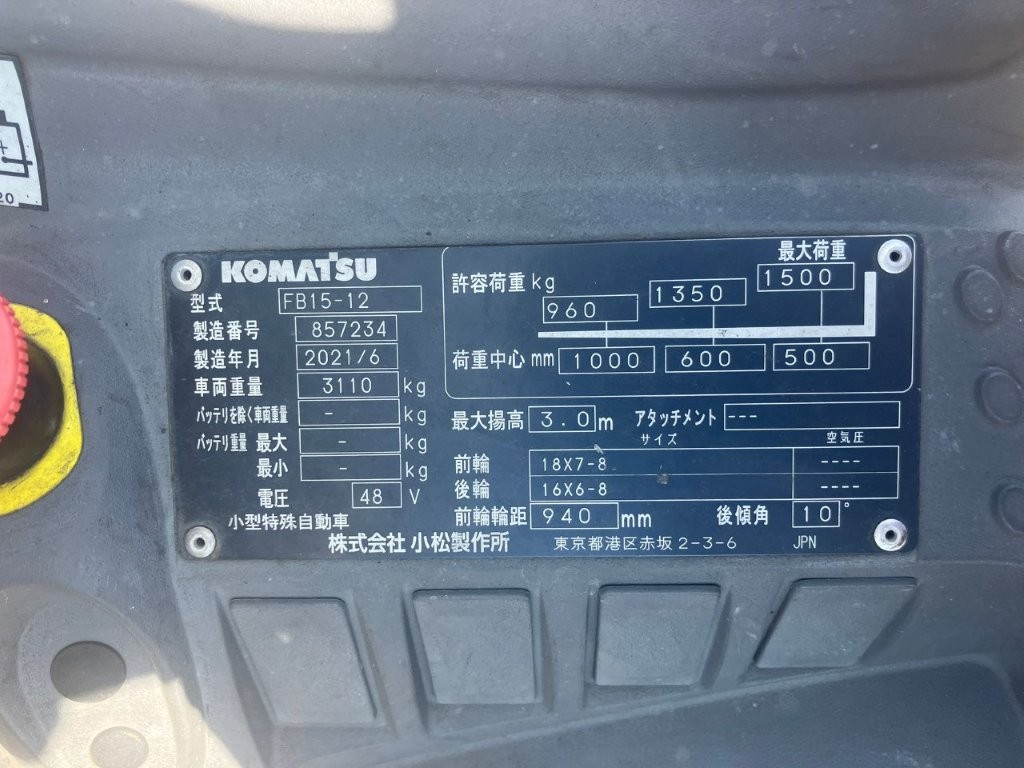 20
KOMATSU
型式 FB15-12
製造番号 857234
製造年月 2021/6
車両重量 3110 kg
バッテリを除く車両重量 - kg
バッテリ重量 最大 - kg
最小 - kg
電圧 48 V
小型特殊自動車
最大荷重
許容荷重 kg 960 1350 1500
荷重中心 mm 1000 600 500
最大揚高 3.0 m アタッチメント ---
サイズ 空気圧
前輪 18X7-8 ----
後輪 16X6-8 ----
前輪輪距 940 mm 後傾角 10°
株式会社 小松製作所 東京都港区赤坂 2-3-6 JPN